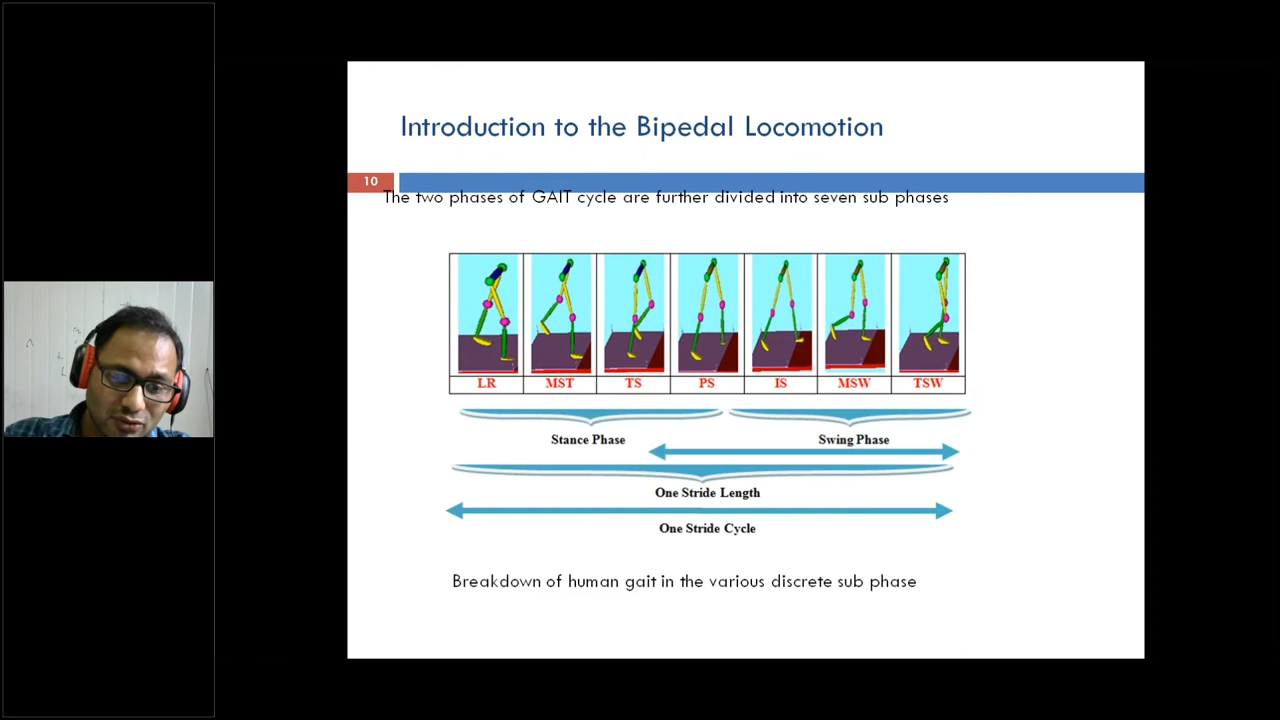 Introduction to the Bipedal Locomotion
10
The two phases of GAIT cycle are further divided into seven sub phases
LR MST TS PS IS MSW TSW
Stance Phase Swing Phase
One Stride Length
One Stride Cycle
Breakdown of human gait in the various discrete sub phase